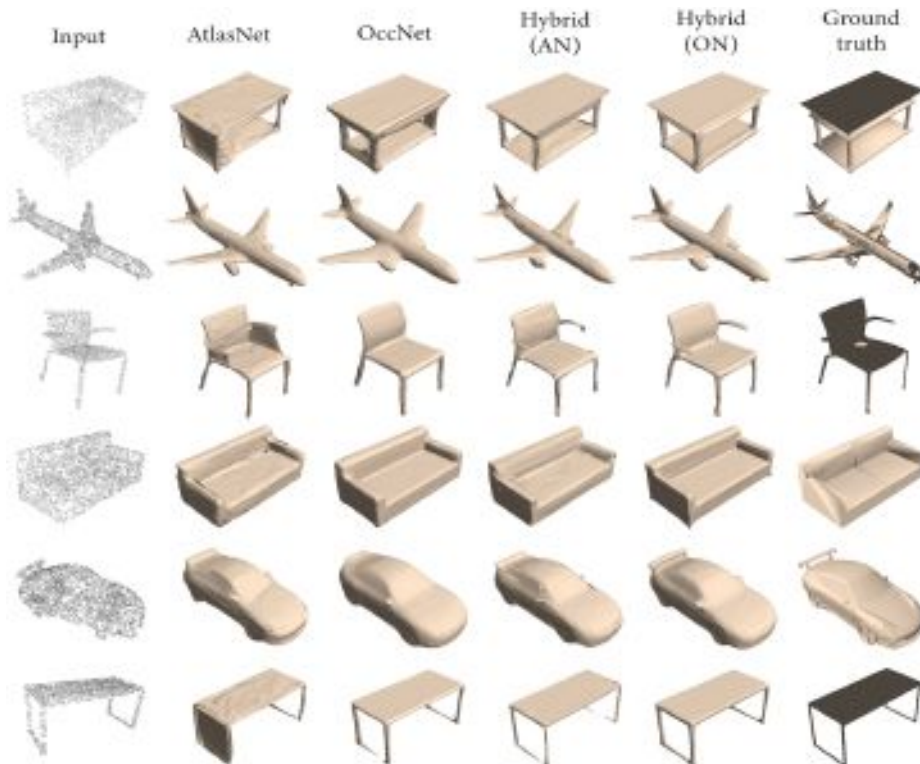 Input AtlasNet OccNet Hybrid Hybrid Ground
(AN) (ON) truth